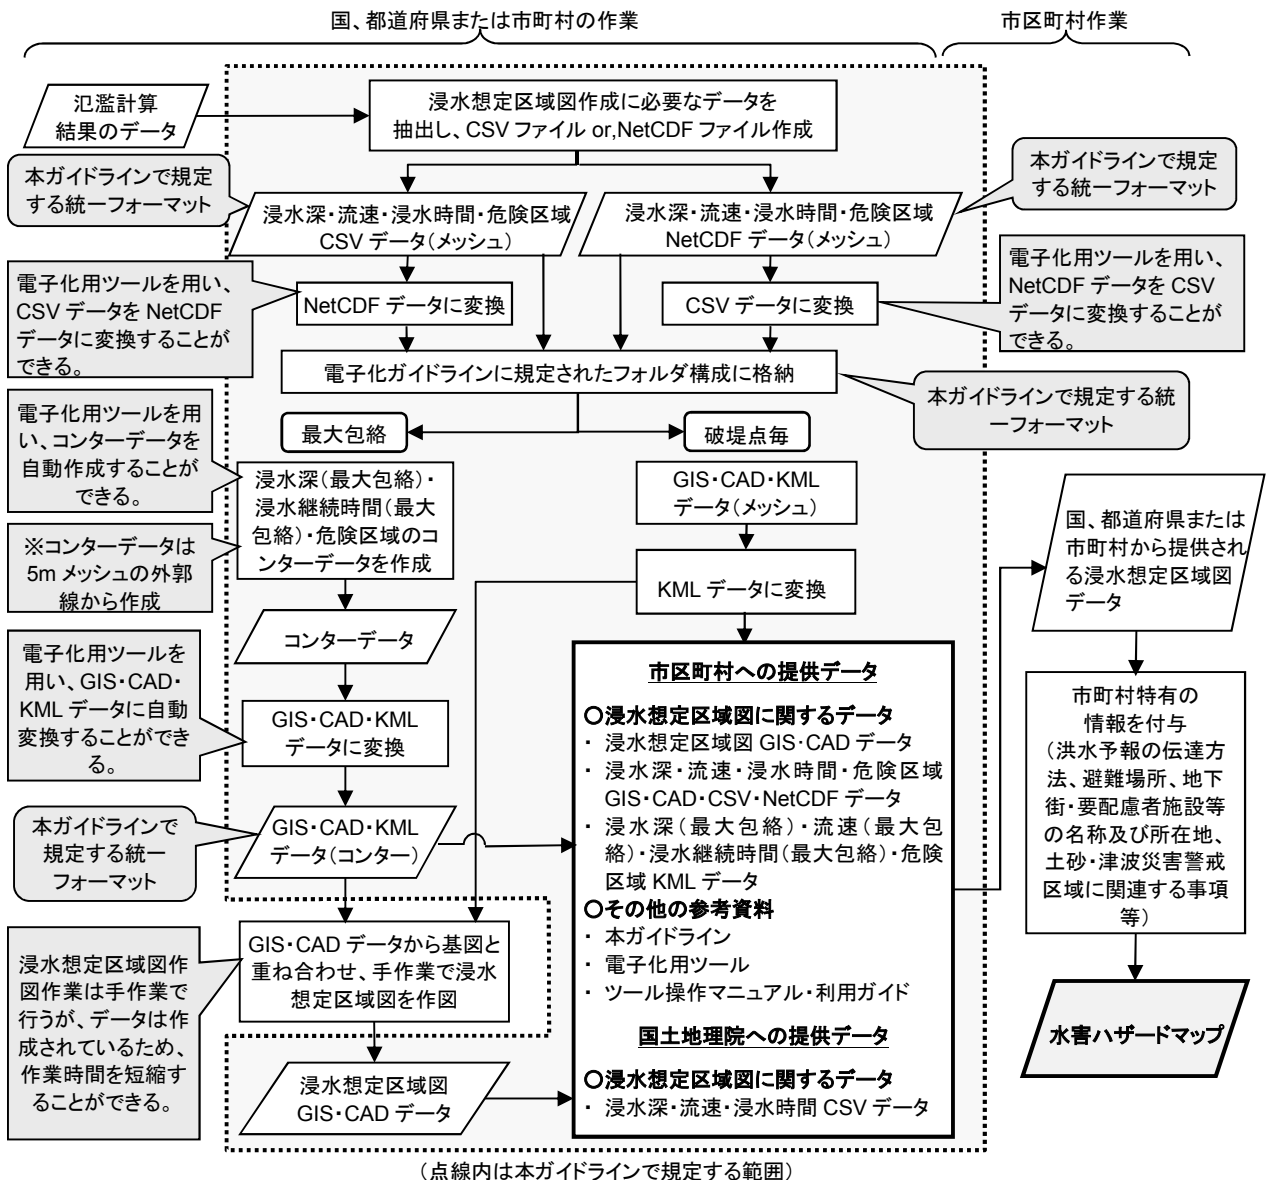 国、都道府県または市町村の作業
市区町村作業
氾濫計算
結果のデータ
浸水想定区域図作成に必要なデータを
抽出し、CSV ファイル or,NetCDF ファイル作成
本ガイドラインで規定
する統一フォーマット
浸水深・流速・浸水時間・危険区域
CSV データ（メッシュ）
浸水深・流速・浸水時間・危険区域
NetCDF データ（メッシュ）
本ガイドラインで規定
する統一フォーマット
電子化用ツールを用い、
CSV データを NetCDF
データに変換することが
できる。
NetCDF データに変換
CSV データに変換
電子化用ツールを用い、
NetCDF データを CSV
データに変換することが
できる。
電子化ガイドラインに規定されたフォルダ構成に格納
本ガイドラインで規定する統
一フォーマット
最大包絡
破堤点毎
電子化用ツールを用
い、コンターデータを
自動作成することが
できる。
浸水深（最大包絡）・
浸水継続時間（最大
包絡）・危険区域のコ
ンターデータを作成
GIS・CAD・KML
データ（メッシュ）
※コンターデータは
5m メッシュの外郭
線から作成
KML データに変換
国、都道府県または
市町村から提供され
る浸水想定区域図
データ
コンターデータ
電子化用ツールを
用い、GIS・CAD・
KML データに自動
変換することができ
る。
GIS・CAD・KML
データに変換
本ガイドラインで
規定する統一
フォーマット
GIS・CAD・KML
データ（コンター）
市区町村への提供データ
○浸水想定区域図に関するデータ
・ 浸水想定区域図 GIS・CAD データ
・ 浸水深・流速・浸水時間・危険区域
GIS・CAD・CSV・NetCDF データ
・ 浸水深（最大包絡）・流速（最大包
絡）・浸水継続時間（最大包絡）・危険
区域 KML データ
○その他の参考資料
・ 本ガイドライン
・ 電子化用ツール
・ ツール操作マニュアル・利用ガイド
国土地理院への提供データ
○浸水想定区域図に関するデータ
・ 浸水深・流速・浸水時間 CSV データ
市町村特有の
情報を付与
（洪水予報の伝達方
法、避難場所、地下
街・要配慮者施設等
の名称及び所在地、
土砂・津波災害警戒
区域に関連する事項
等）
水害ハザードマップ
GIS・CAD データから基図と
重ね合わせ、手作業で浸水
想定区域図を作図
浸水想定区域図作
図作業は手作業で
行うが、データは作
成されているため、
作業時間を短縮す
ることができる。
浸水想定区域図
GIS・CAD データ
（点線内は本ガイドラインで規定する範囲）